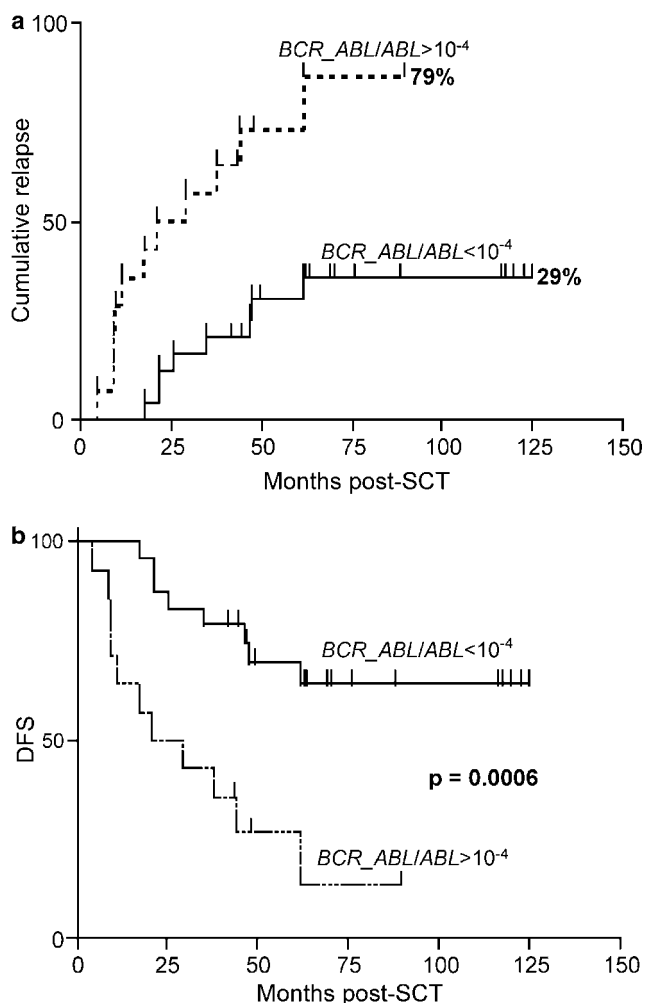 a
100
50
0
Cumulative relapse
BCR_ABL/ABL>10⁻⁴
79%
BCR_ABL/ABL<10⁻⁴
29%
0 25 50 75 100 125 150
Months post-SCT
b
100
50
0
DFS
BCR_ABL/ABL<10⁻⁴
p = 0.0006
BCR_ABL/ABL>10⁻⁴
0 25 50 75 100 125 150
Months post-SCT